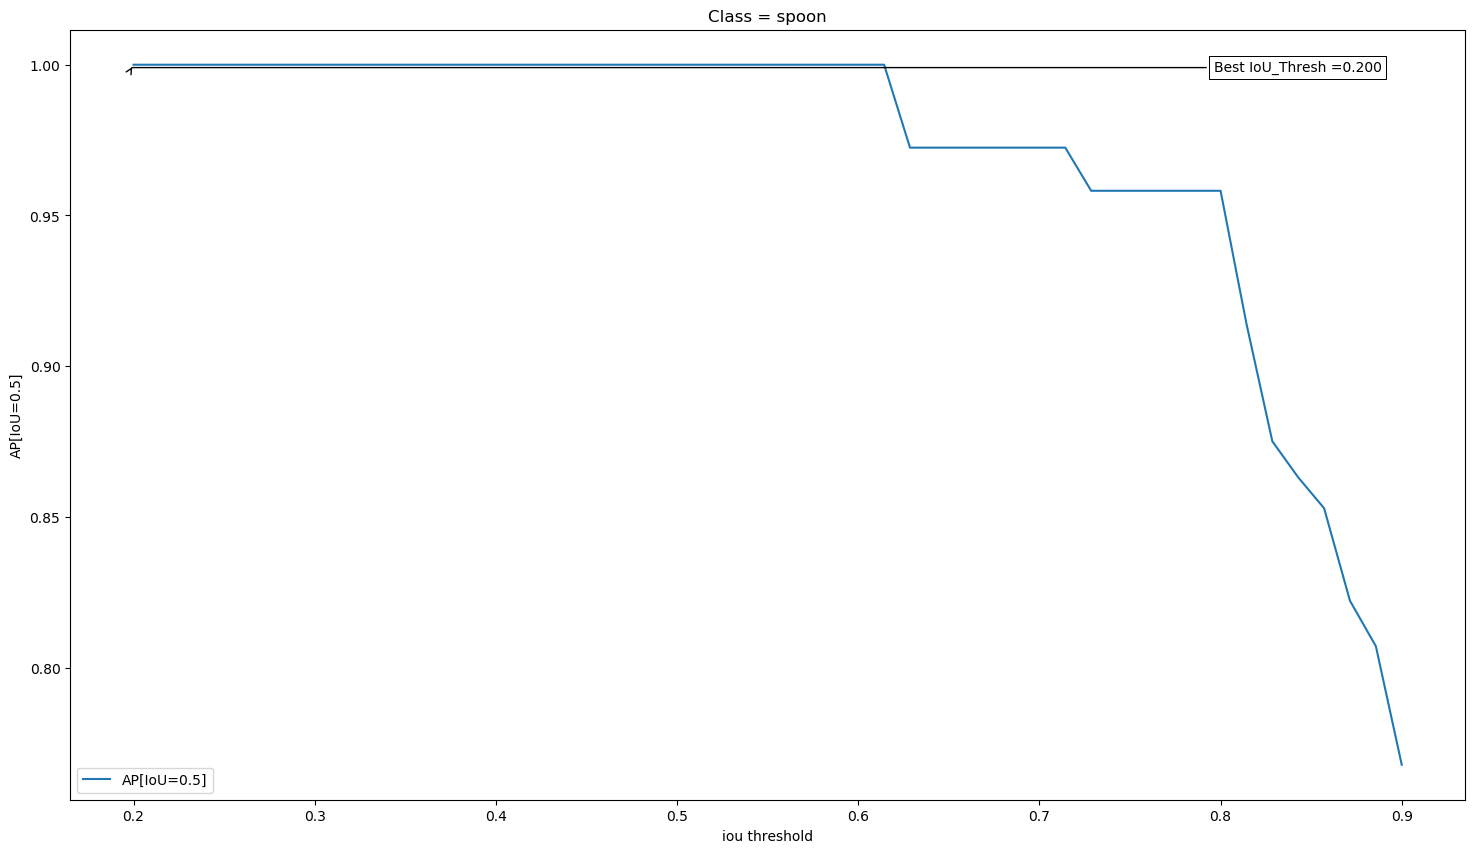 Class = spoon
1.00
0.95
0.90
0.85
0.80
AP[IoU=0.5]
Best IoU_Thresh =0.200
AP[IoU=0.5]
0.2 0.3 0.4 0.5 0.6 0.7 0.8 0.9
iou threshold